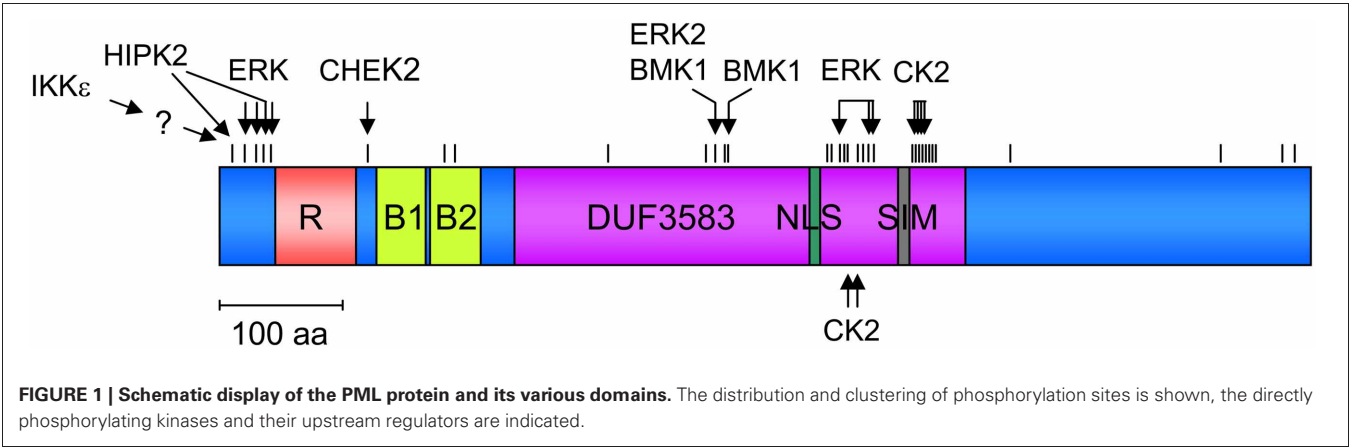 ERK2
HIPK2
ERK
CHEK2
BMK1
BMK1
ERK
CK2
IKKε
?
R
B1
B2
DUF3583
NLS
SIM
100 aa
CK2
FIGURE 1 | Schematic display of the PML protein and its various domains. The distribution and clustering of phosphorylation sites is shown, the directly
phosphorylating kinases and their upstream regulators are indicated.